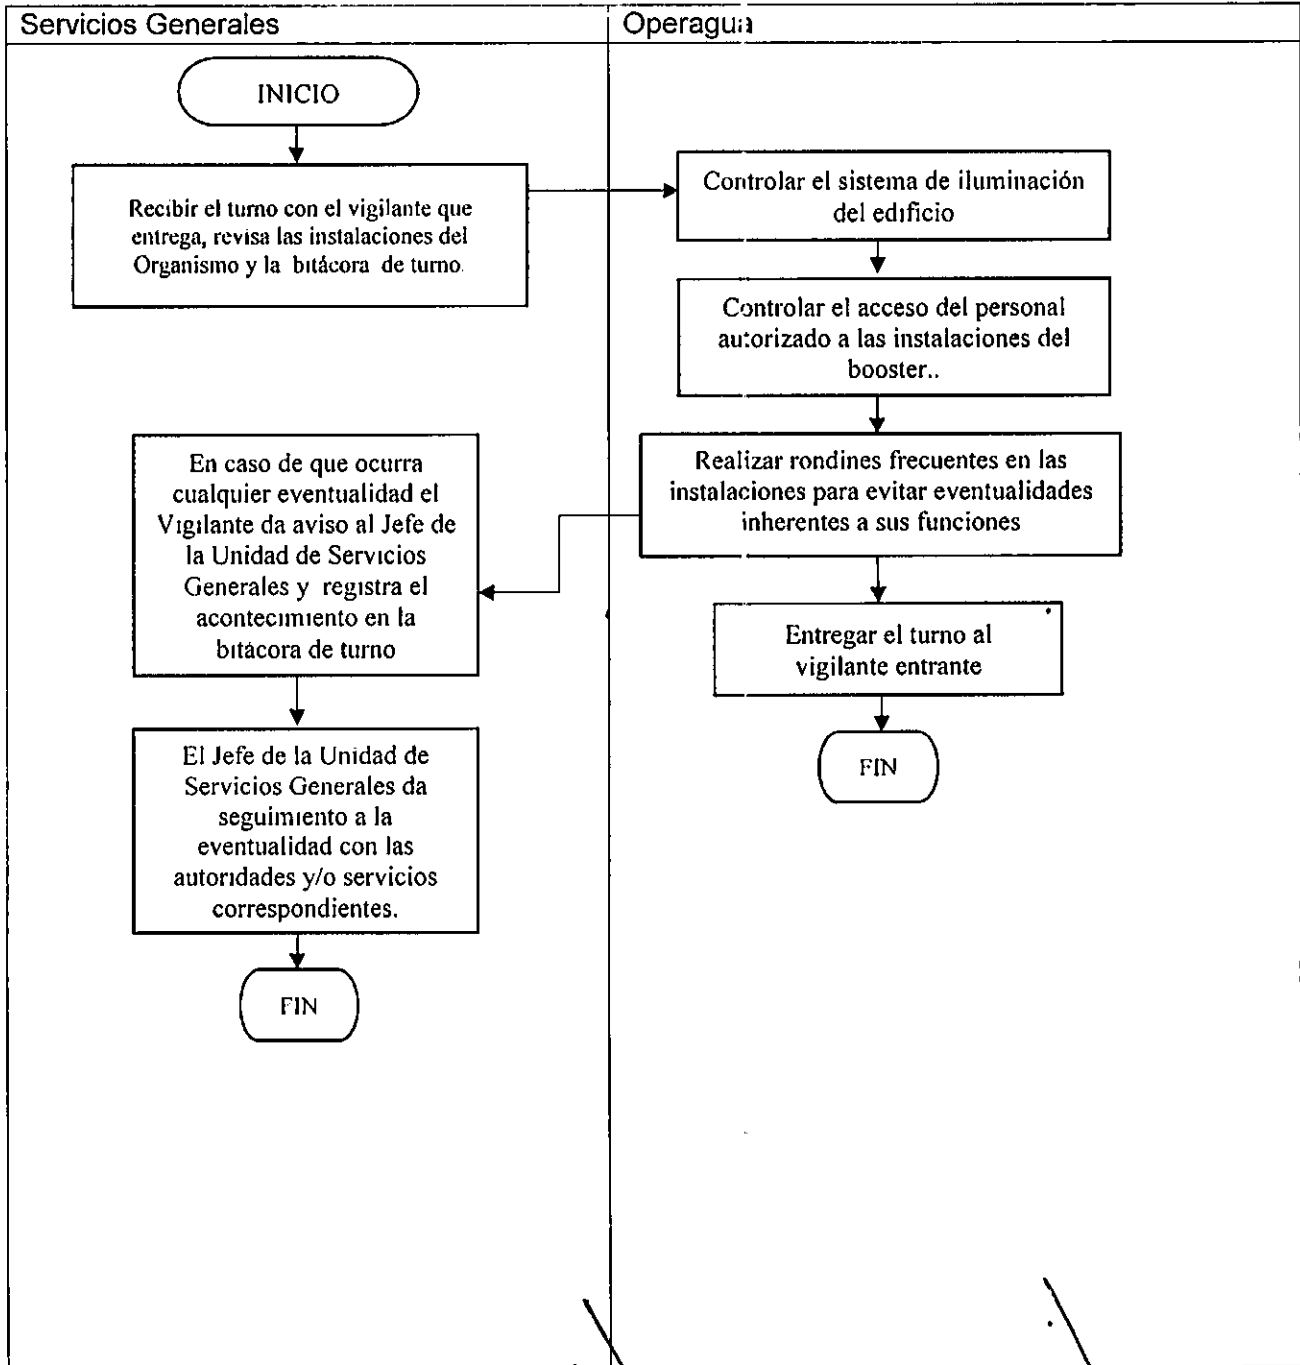 Servicios Generales
Operagua
INICIO
Recibir el turno con el vigilante que
entrega, revisa las instalaciones del
Organismo y la bitácora de turno.
Controlar el sistema de iluminación
del edificio
Controlar el acceso del personal
autorizado a las instalaciones del
booster..
Realizar rondines frecuentes en las
instalaciones para evitar eventualidades
inherentes a sus funciones
En caso de que ocurra
cualquier eventualidad el
Vigilante da aviso al Jefe de
la Unidad de Servicios
Generales y registra el
acontecimiento en la
bitácora de turno
Entregar el turno al
vigilante entrante
FIN
El Jefe de la Unidad de
Servicios Generales da
seguimiento a la
eventualidad con las
autoridades y/o servicios
correspondientes.
FIN